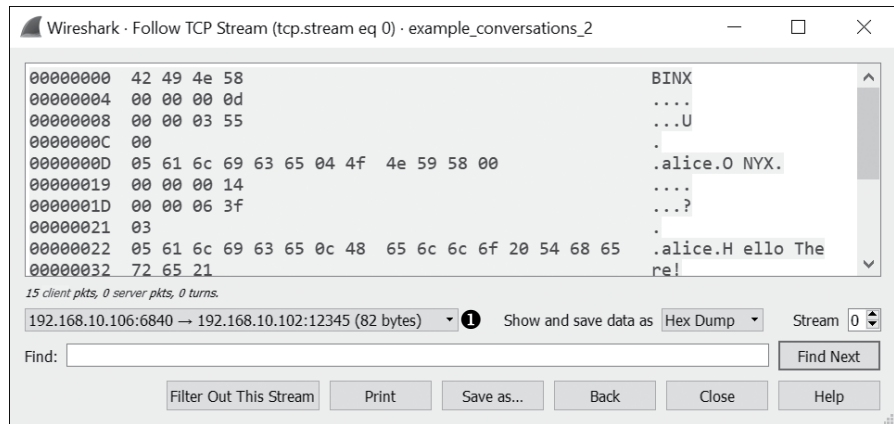 Wireshark · Follow TCP Stream (tcp.stream eq 0) · example_conversations_2
00000000 42 49 4e 58 BINX
00000004 00 00 00 0d ....
00000008 00 00 03 55 ...U
0000000C 00 .
0000000D 05 61 6c 69 63 65 04 4f 4e 59 58 00 .alice.O NYX.
00000019 00 00 00 14 ....
0000001D 00 00 06 3f ...?
00000021 03 .
00000022 05 61 6c 69 63 65 0c 48 65 6c 6c 6f 20 54 68 65 .alice.H ello The
00000032 72 65 21 re!
15 client pkts, 0 server pkts, 0 turns.
192.168.10.106:6840 → 192.168.10.102:12345 (82 bytes) ❶ Show and save data as Hex Dump Stream 0
Find: Find Next
Filter Out This Stream Print Save as... Back Close Help